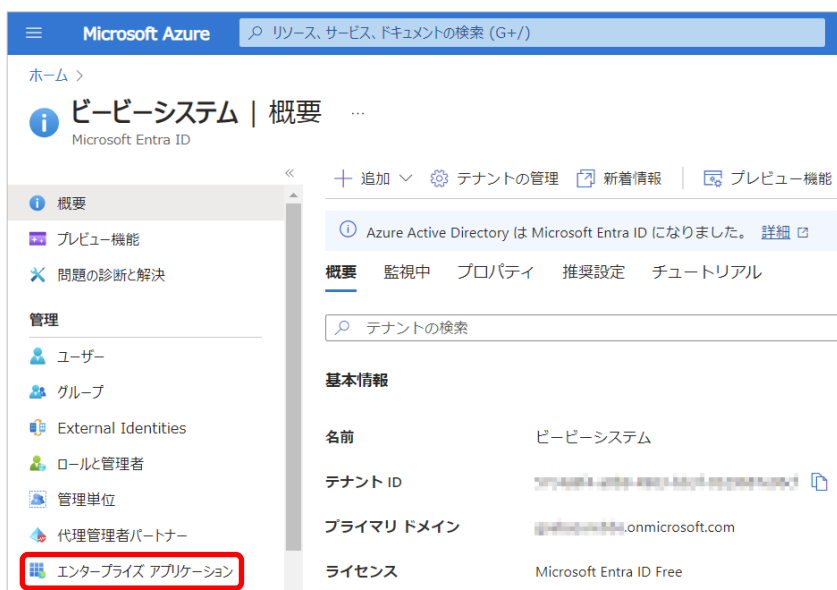 Microsoft Azure
リソース、サービス、ドキュメントの検索 (G+/)
ホーム >
ビービーシステム | 概要 …
Microsoft Entra ID
«
追加
テナントの管理
新着情報
プレビュー機能
概要
プレビュー機能
問題の診断と解決
管理
ユーザー
グループ
External Identities
ロールと管理者
管理単位
代理管理者パートナー
エンタープライズ アプリケーション
Azure Active Directory は Microsoft Entra ID になりました。 詳細
概要 監視中 プロパティ 推奨設定 チュートリアル
テナントの検索
基本情報
名前 ビービーシステム
テナント ID
プライマリ ドメイン .onmicrosoft.com
ライセンス Microsoft Entra ID Free